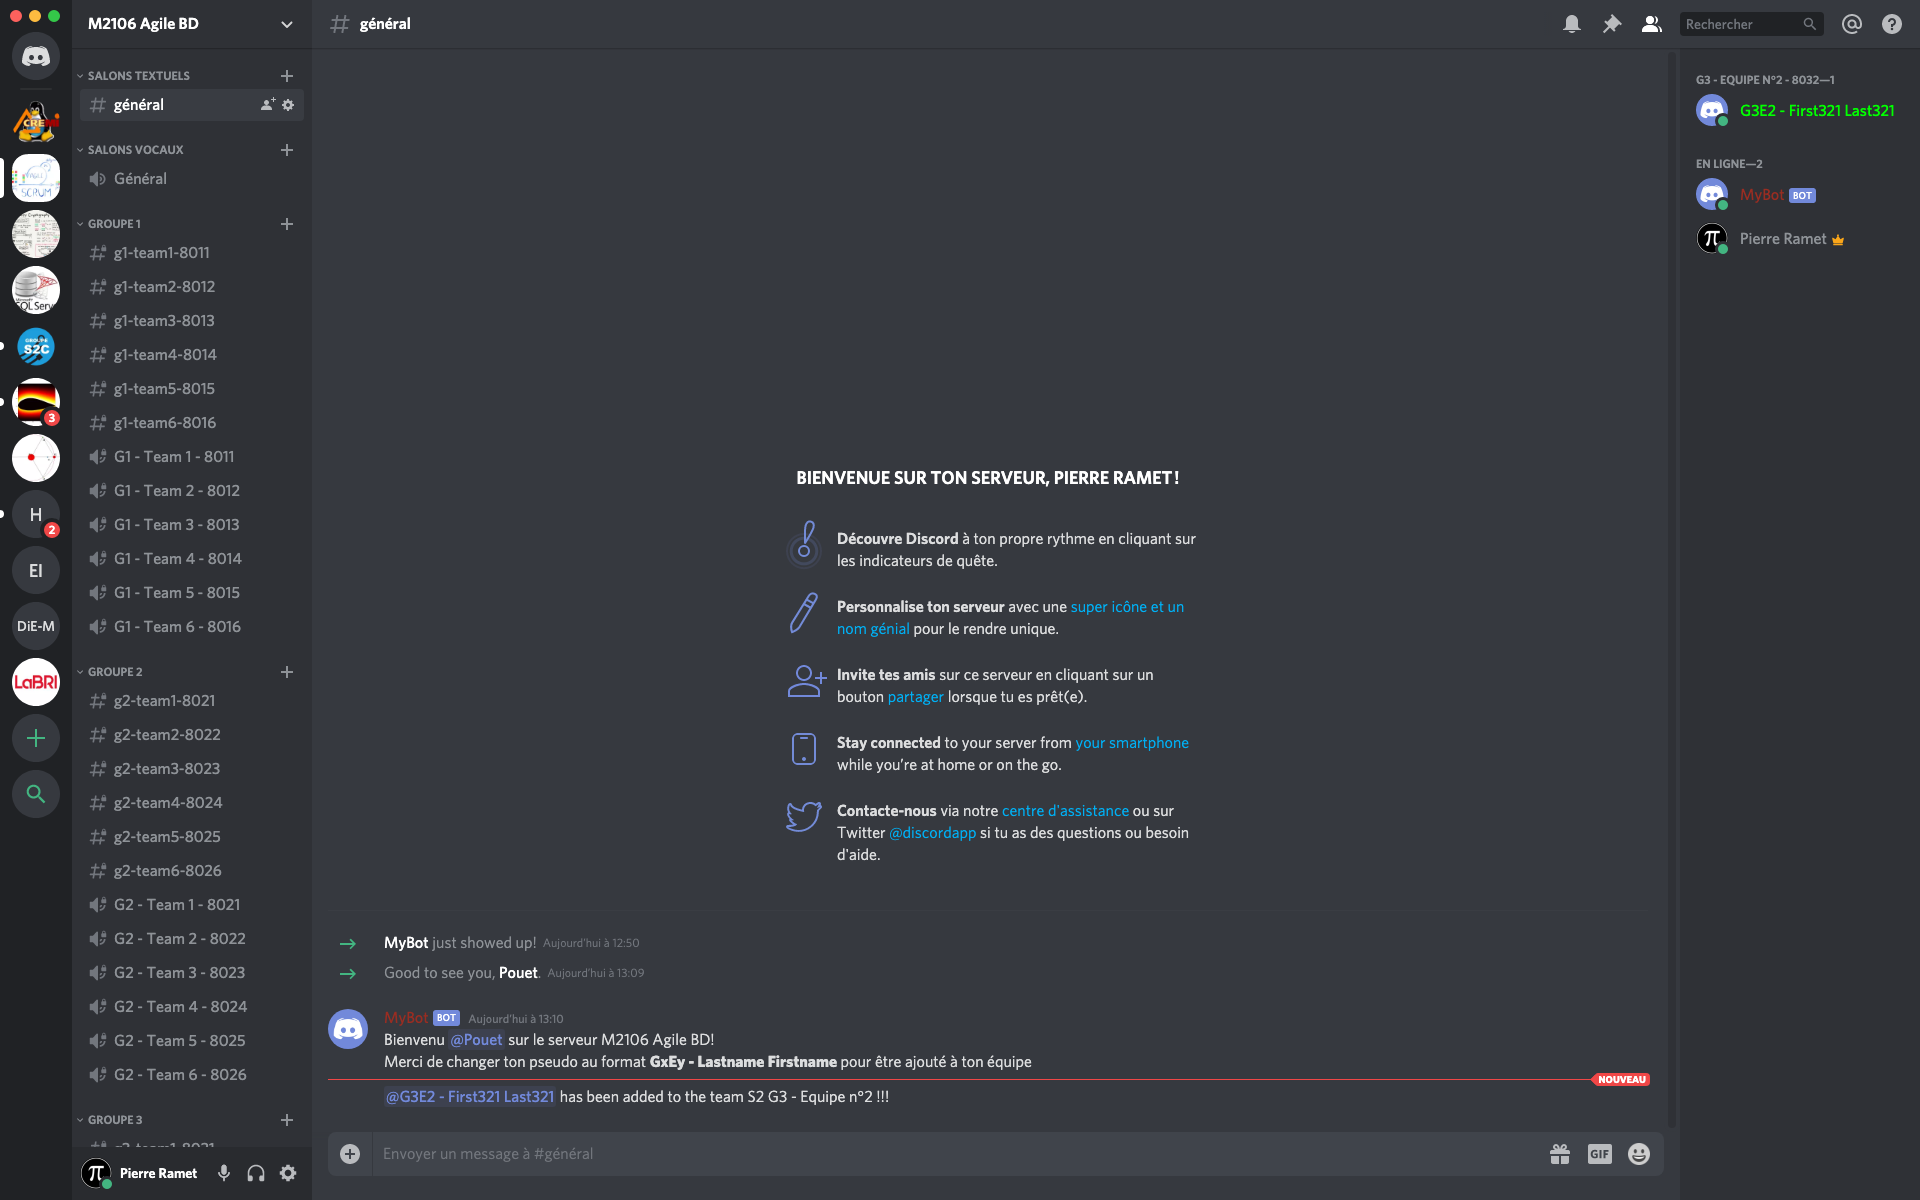 M2106 Agile BD
SALONS TEXTUELS
général
SALONS VOCAUX
Général
GROUPE 1
g1-team1-8011
g1-team2-8012
g1-team3-8013
g1-team4-8014
g1-team5-8015
g1-team6-8016
G1 - Team 1 - 8011
G1 - Team 2 - 8012
G1 - Team 3 - 8013
G1 - Team 4 - 8014
G1 - Team 5 - 8015
G1 - Team 6 - 8016
GROUPE 2
g2-team1-8021
g2-team2-8022
g2-team3-8023
g2-team4-8024
g2-team5-8025
g2-team6-8026
G2 - Team 1 - 8021
G2 - Team 2 - 8022
G2 - Team 3 - 8023
G2 - Team 4 - 8024
G2 - Team 5 - 8025
G2 - Team 6 - 8026
GROUPE 3
Pierre Ramet
SCRUM
S2C
3
H
2
EI
DiE-M
LaBRI
# général
Rechercher
BIENVENUE SUR TON SERVEUR, PIERRE RAMET!
Découvre Discord à ton propre rythme en cliquant sur
les indicateurs de quête.
Personnalise ton serveur avec une super icône et un
nom génial pour le rendre unique.
Invite tes amis sur ce serveur en cliquant sur un
bouton partager lorsque tu es prêt(e).
Stay connected to your server from your smartphone
while you're at home or on the go.
Contacte-nous via notre centre d'assistance ou sur
Twitter @discordapp si tu as des questions ou besoin
d'aide.
MyBot just showed up! Aujourd'hui à 12:50
Good to see you, Pouet. Aujourd'hui à 13:09
MyBot BOT Aujourd'hui à 13:10
Bienvenu @Pouet sur le serveur M2106 Agile BD!
Merci de changer ton pseudo au format GxEy - Lastname Firstname pour être ajouté à ton équipe
NOUVEAU
@G3E2 - First321 Last321 has been added to the team S2 G3 - Equipe n°2 !!!
Envoyer un message à #général
GIF
G3 - EQUIPE N°2 - 8032—1
G3E2 - First321 Last321
EN LIGNE—2
MyBot BOT
Pierre Ramet